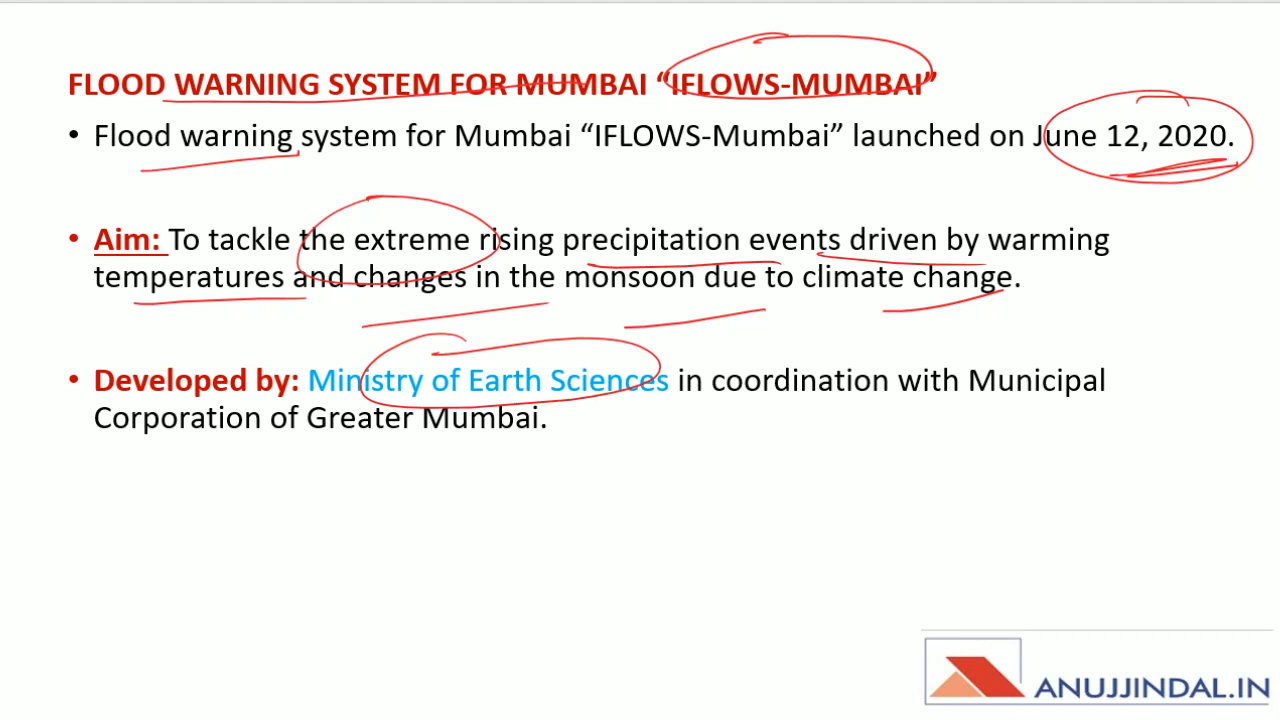 FLOOD WARNING SYSTEM FOR MUMBAI “IFLOWS-MUMBAI”
• Flood warning system for Mumbai “IFLOWS-Mumbai” launched on June 12, 2020.
• Aim: To tackle the extreme rising precipitation events driven by warming
temperatures and changes in the monsoon due to climate change.
• Developed by: Ministry of Earth Sciences in coordination with Municipal
Corporation of Greater Mumbai.
ANUJJINDAL.IN